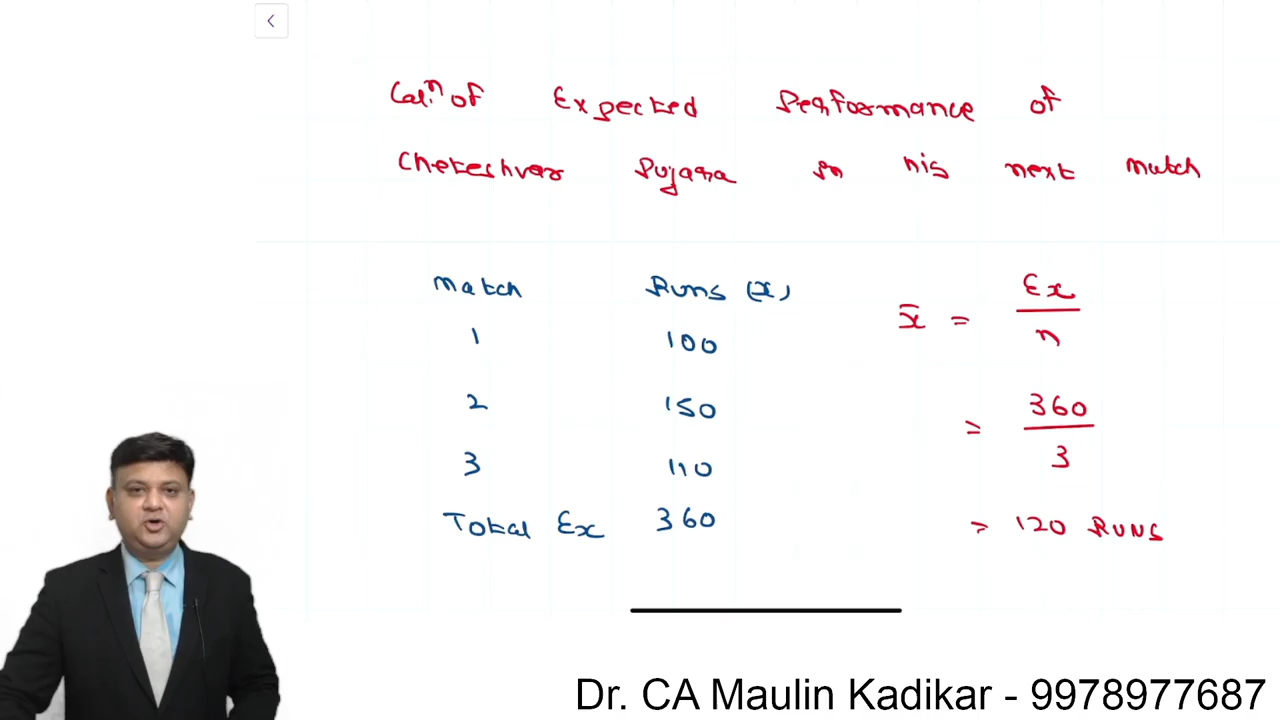 Calⁿ. of Expected Performance of
Cheteshvar Pujara in his next match
Match Runs (x)
1 100
2 150
3 110
Total Σx 360
x̄ = Σx / n
= 360 / 3
= 120 RUNS
Dr. CA Maulin Kadikar - 9978977687